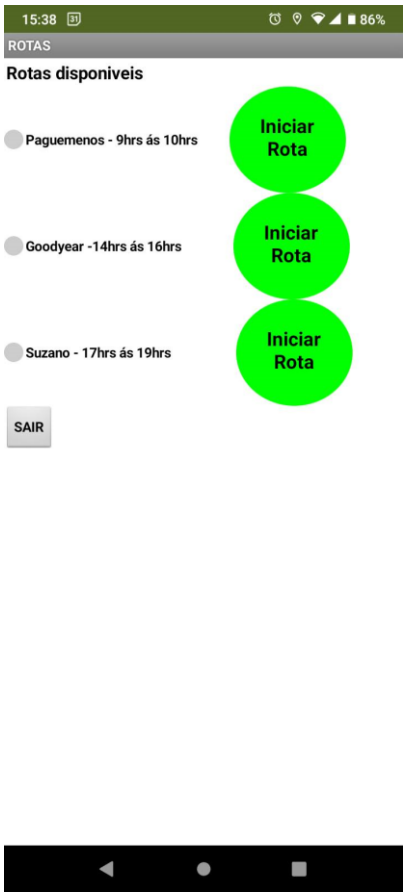 15:38 31 86%
ROTAS
Rotas disponiveis
Paguemenos - 9hrs ás 10hrs
Iniciar
Rota
Goodyear -14hrs ás 16hrs
Iniciar
Rota
Suzano - 17hrs ás 19hrs
Iniciar
Rota
SAIR